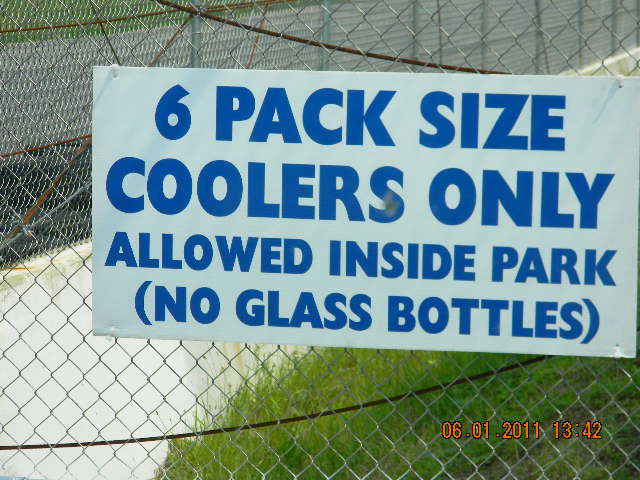 6 PACK SIZE
COOLERS ONLY
ALLOWED INSIDE PARK
(NO GLASS BOTTLES)
06.01.2011 13:42